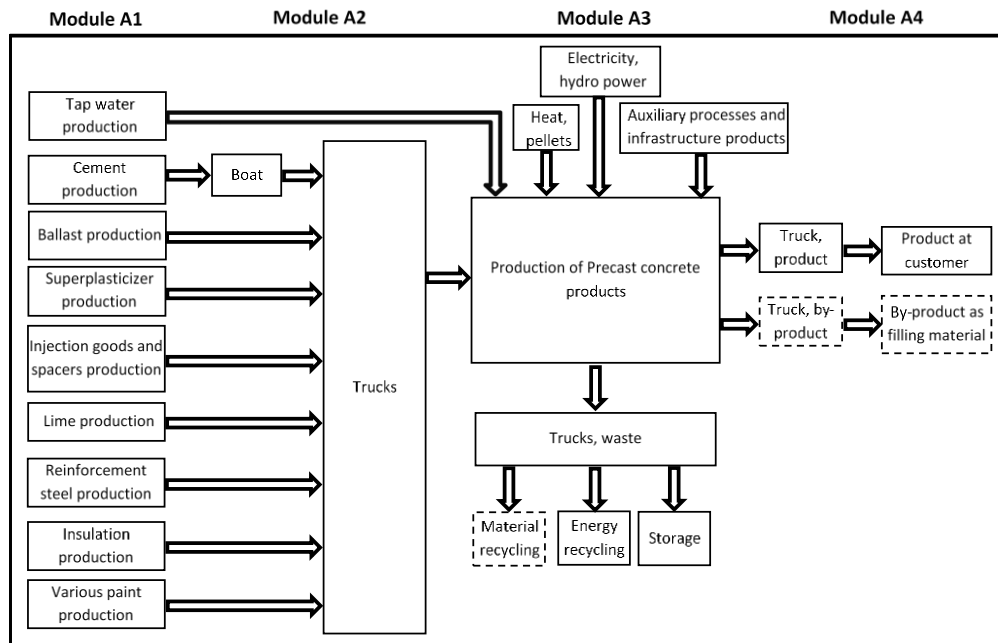 Module A1
Module A2
Module A3
Module A4
Tap water
production
Cement
production
Boat
Ballast production
Superplasticizer
production
Injection goods and
spacers production
Lime production
Reinforcement
steel production
Insulation
production
Various paint
production
Trucks
Electricity,
hydro power
Heat,
pellets
Auxiliary processes and
infrastructure products
Production of Precast concrete
products
Truck,
product
Product at
customer
Truck, by-
product
By-product as
filling material
Trucks, waste
Material
recycling
Energy
recycling
Storage